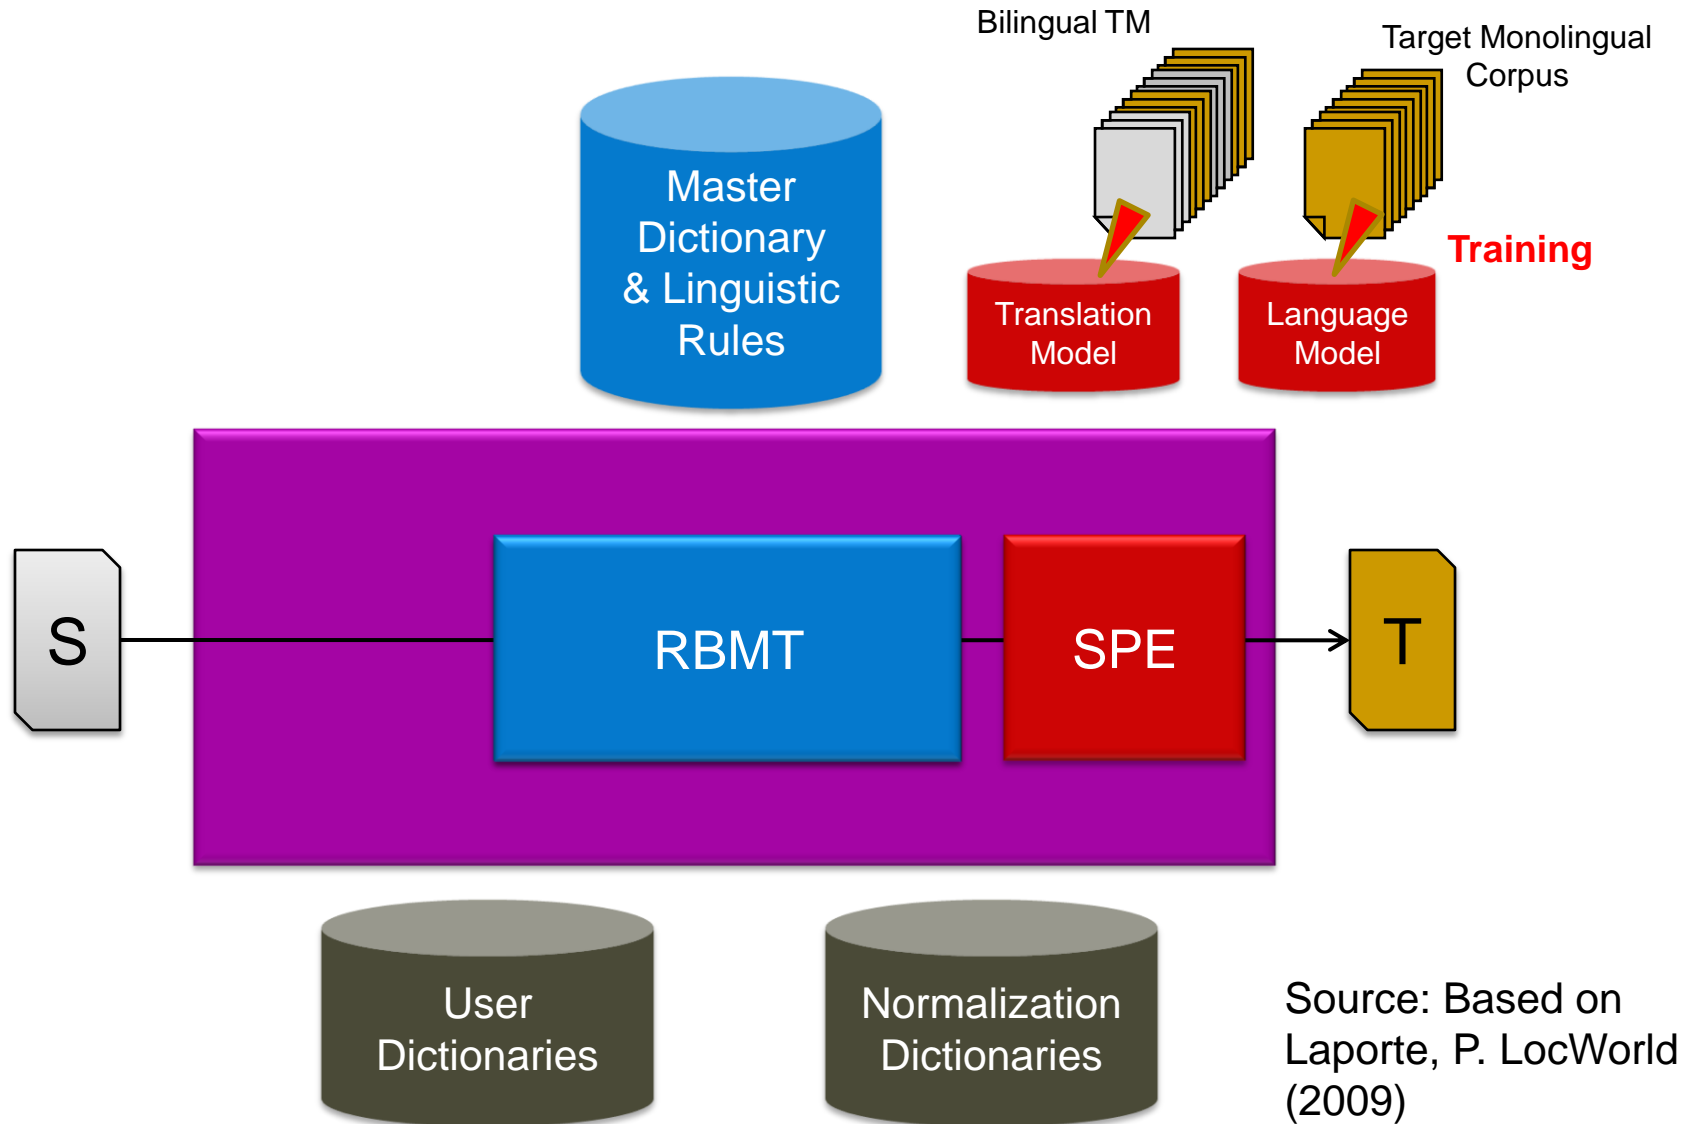 Bilingual TM
Target Monolingual
Corpus
Master
Dictionary
& Linguistic
Rules
Training
Translation
Model
Language
Model
S
RBMT
SPE
T
User
Dictionaries
Normalization
Dictionaries
Source: Based on
Laporte, P. LocWorld
(2009)